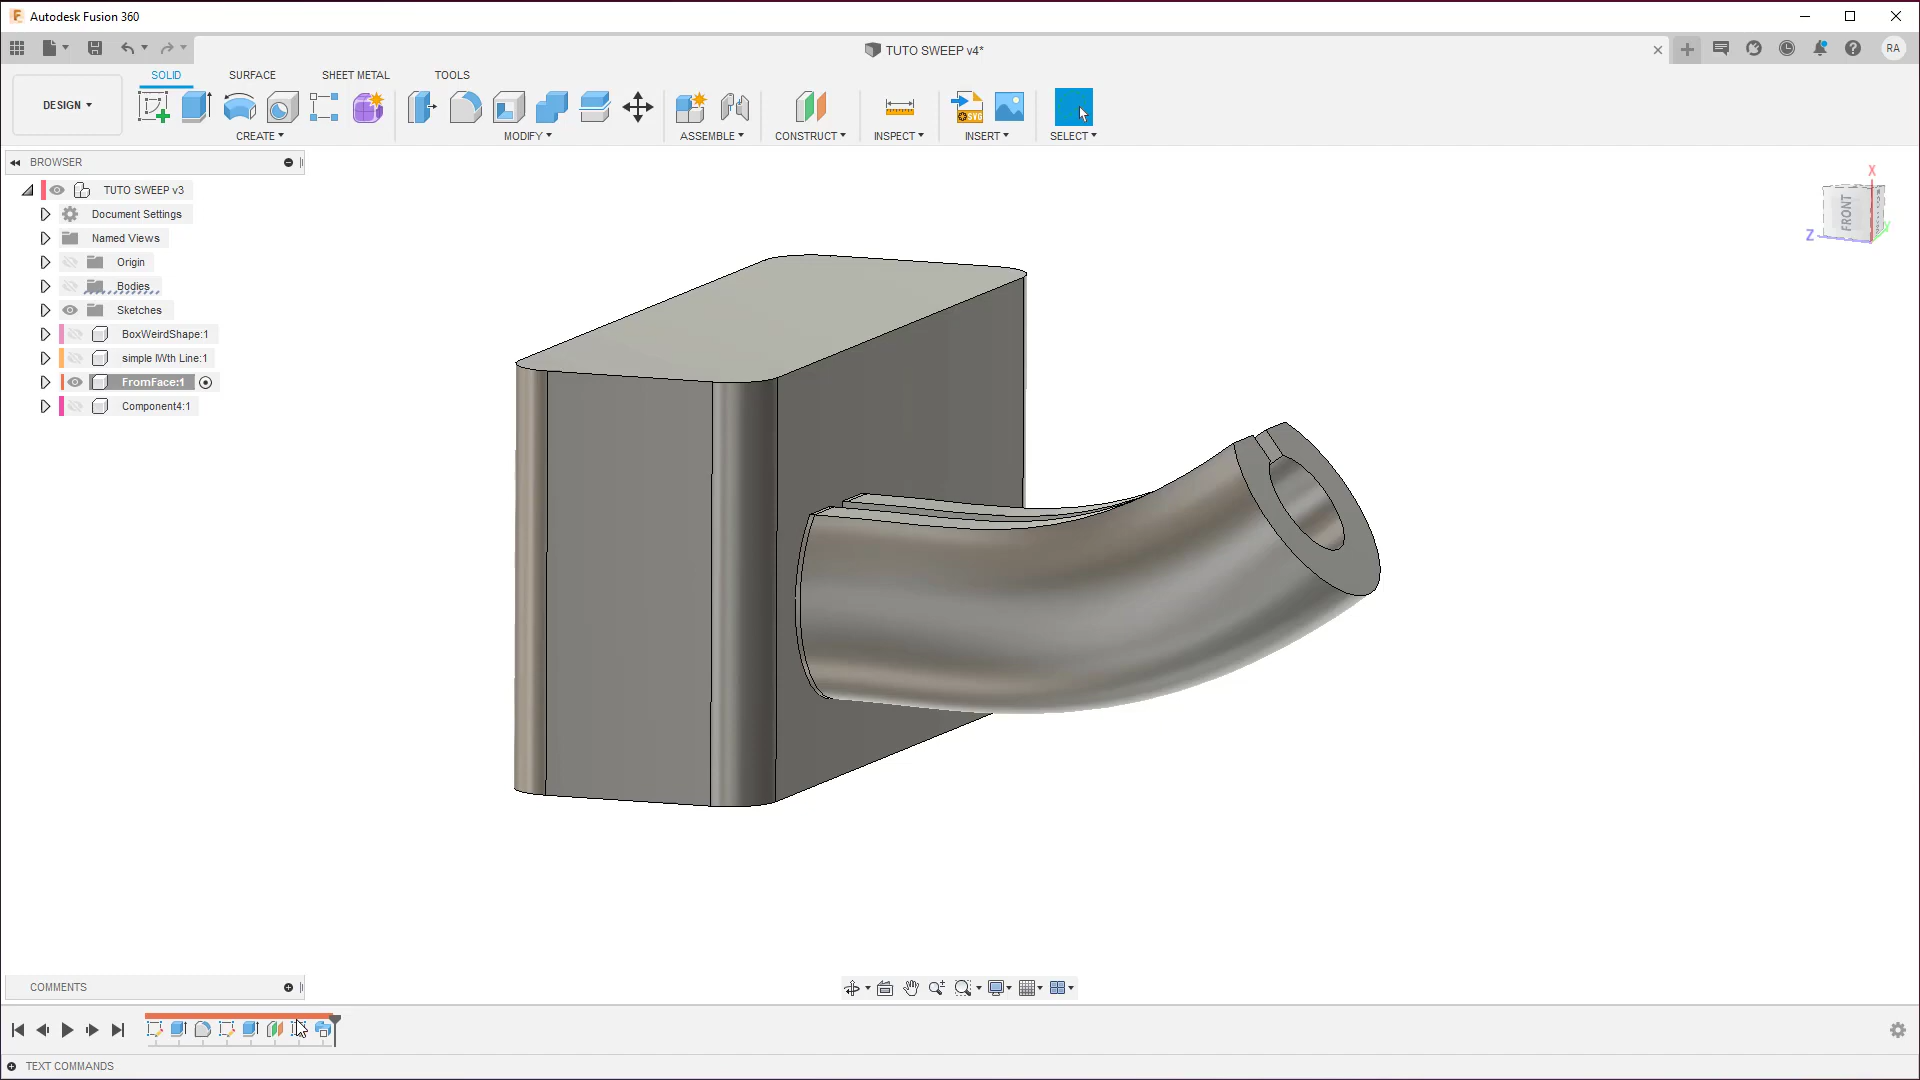 Autodesk Fusion 360
TUTO SWEEP v4*
RA
SOLID SURFACE SHEET METAL TOOLS
DESIGN
CREATE MODIFY ASSEMBLE CONSTRUCT INSPECT INSERT SELECT
SVG
BROWSER
TUTO SWEEP v3
Document Settings
Named Views
Origin
Bodies
Sketches
BoxWeirdShape:1
simple lWth Line:1
FromFace:1
Component4:1
X
FRONT
Z
Y
COMMENTS
TEXT COMMANDS